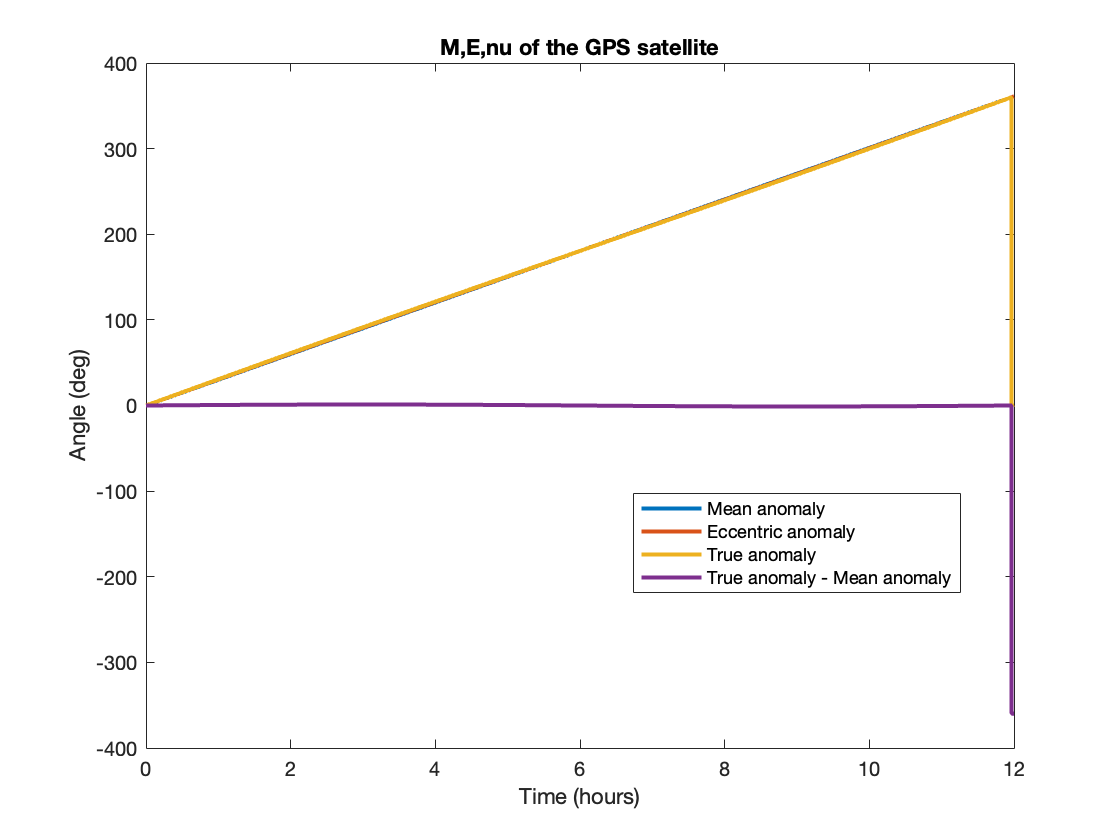 M,E,nu of the GPS satellite
400
300
200
100
0
-100
-200
-300
-400
Angle (deg)
Mean anomaly
Eccentric anomaly
True anomaly
True anomaly - Mean anomaly
0 2 4 6 8 10 12
Time (hours)